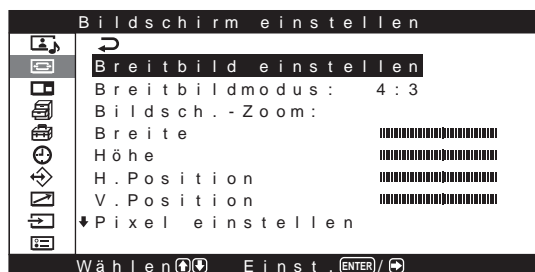 Bildschirm einstellen
Breitbild einstellen
Breitbildmodus: 4:3
Bildsch.-Zoom:
Breite
Höhe
H.Position
V.Position
Pixel einstellen
Wählen Einst. ENTER /